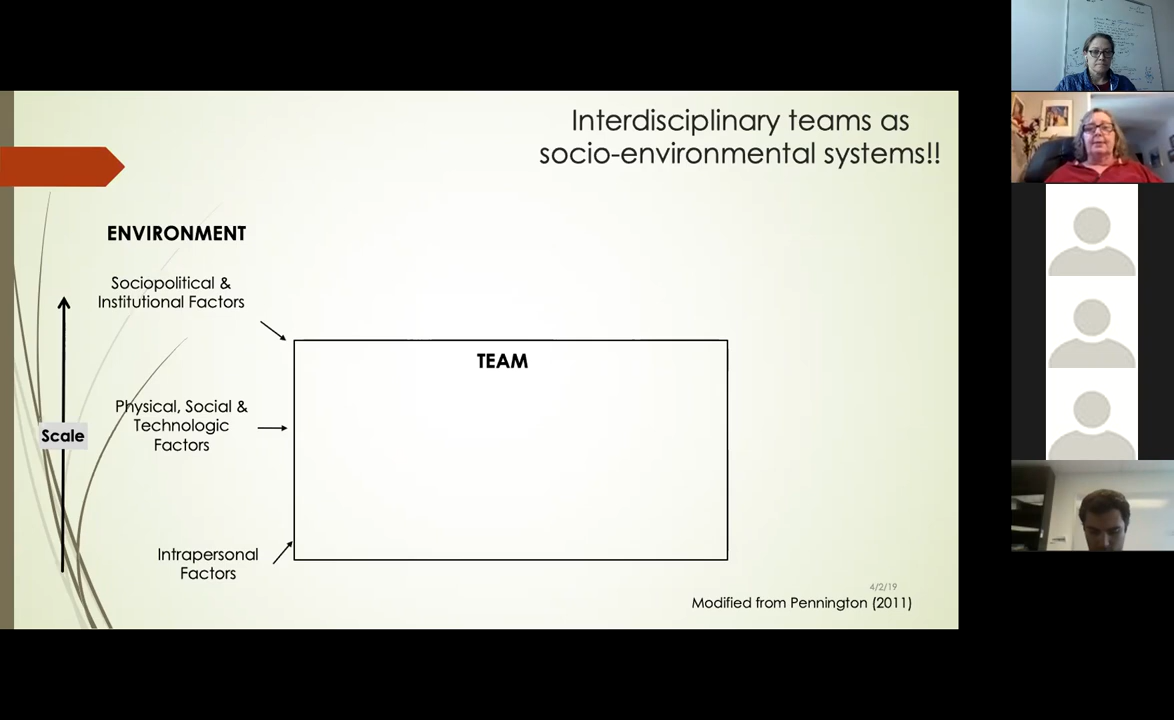 Interdisciplinary teams as
socio-environmental systems!!
ENVIRONMENT
Sociopolitical &
Institutional Factors
TEAM
Physical, Social &
Technologic
Factors
Scale
Intrapersonal
Factors
4/2/19
Modified from Pennington (2011)